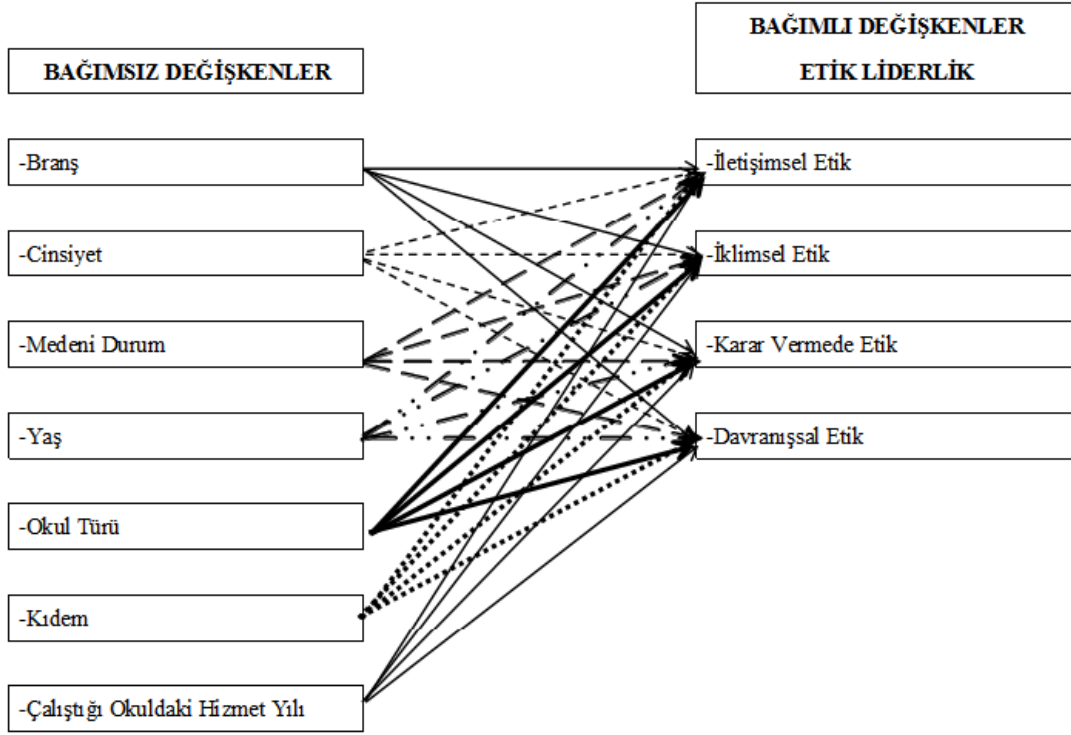 BAĞIMSIZ DEĞİŞKENLER
-Branş
-Cinsiyet
-Medeni Durum
-Yaş
-Okul Türü
-Kıdem
-Çalıştığı Okuldaki Hizmet Yılı
BAĞIMLI DEĞİŞKENLER
ETİK LİDERLİK
-İletişimsel Etik
-İklimsel Etik
-Karar Vermede Etik
-Davranışsal Etik